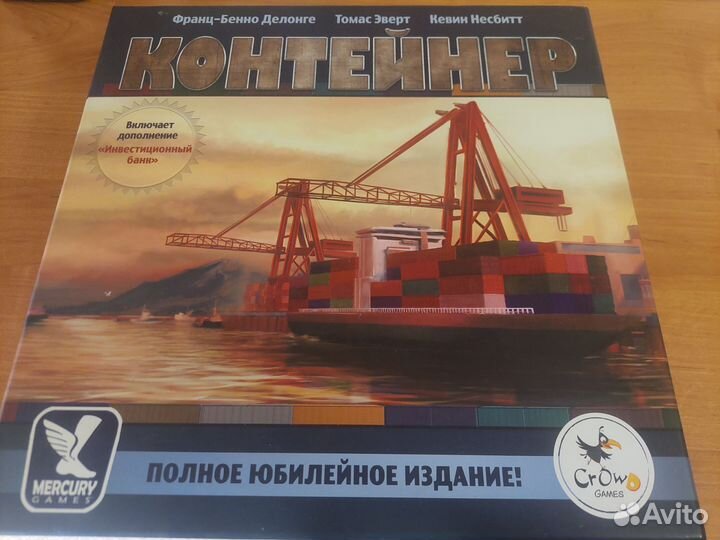 Франц-Бенно Делонге Томас Эверт Кевин Несбитт
КОНТЕЙНЕР
Включает
дополнение
«Инвестиционный
банк»
MERCURY
GAMES
ПОЛНОЕ ЮБИЛЕЙНОЕ ИЗДАНИЕ!
CrOwD
GAMES
Avito